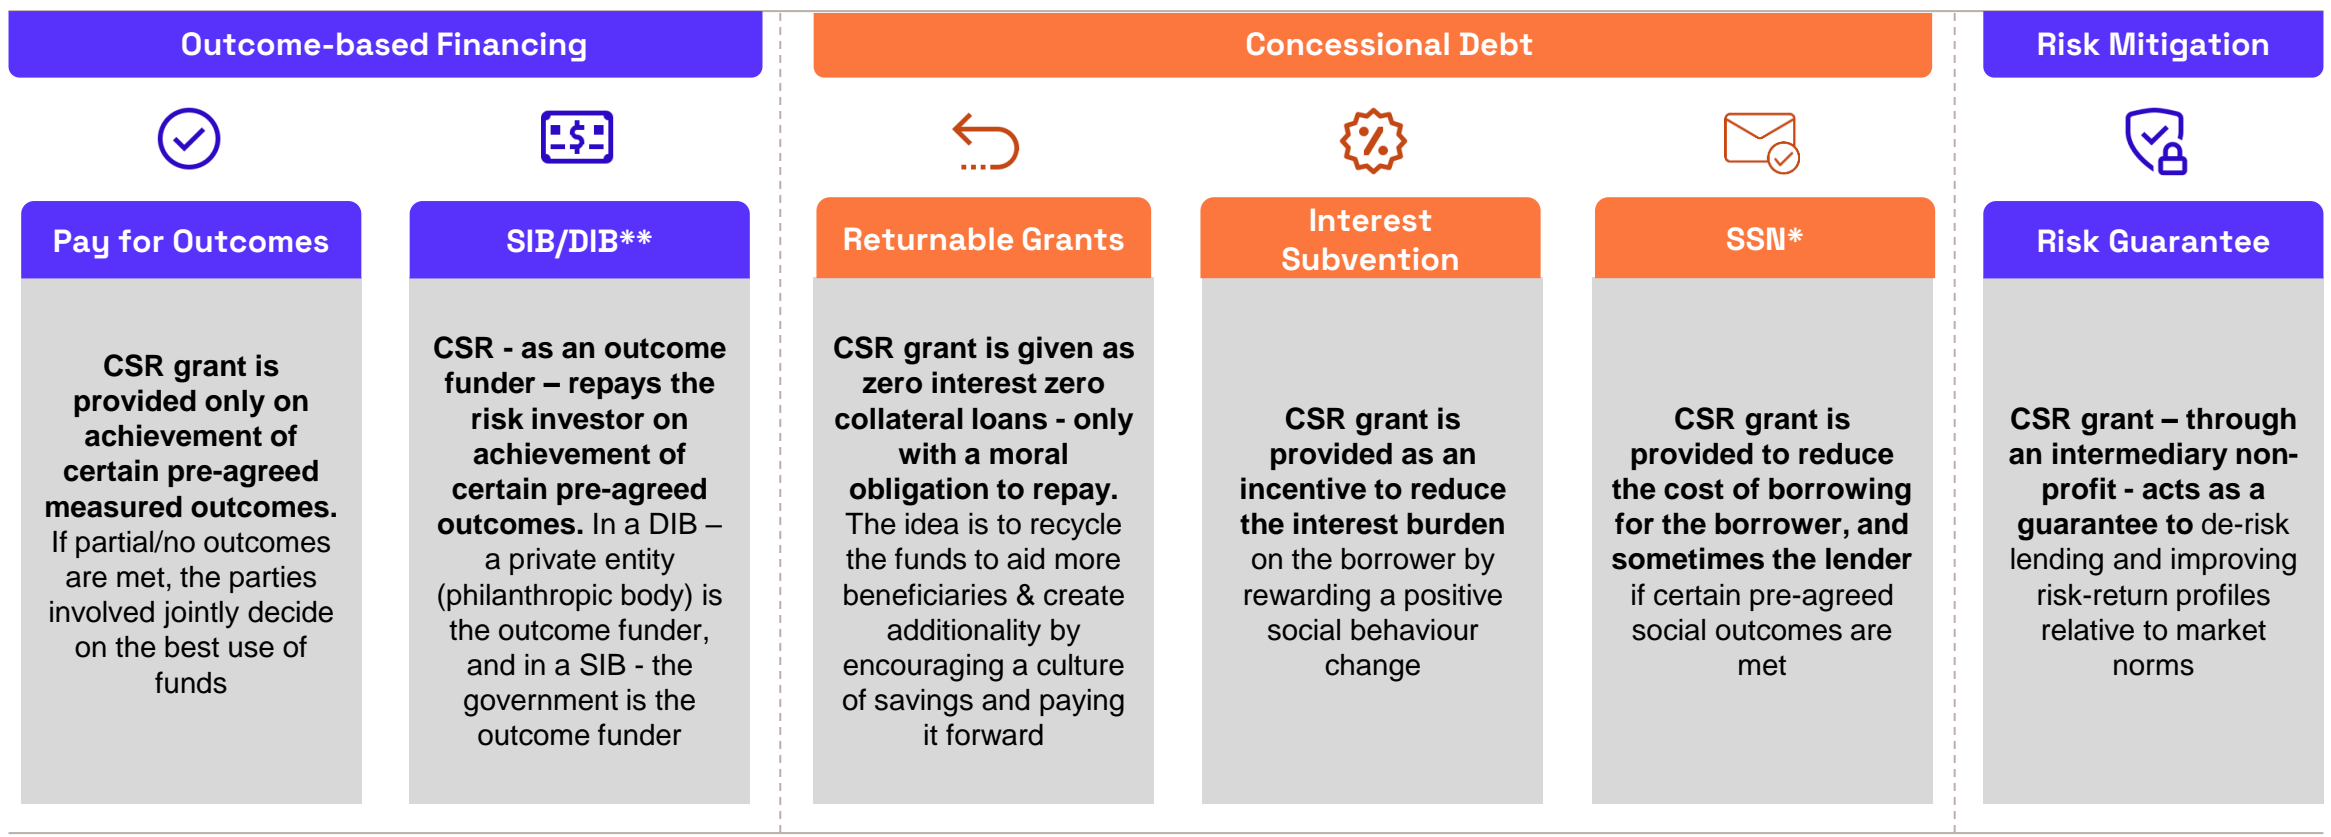 Outcome-based Financing
Concessional Debt
Risk Mitigation
Pay for Outcomes
CSR grant is
provided only on
achievement of
certain pre-agreed
measured outcomes.
If partial/no outcomes
are met, the parties
involved jointly decide
on the best use of
funds
SIB/DIB**
CSR - as an outcome
funder – repays the
risk investor on
achievement of
certain pre-agreed
outcomes. In a DIB –
a private entity
(philanthropic body) is
the outcome funder,
and in a SIB - the
government is the
outcome funder
Returnable Grants
CSR grant is given as
zero interest zero
collateral loans - only
with a moral
obligation to repay.
The idea is to recycle
the funds to aid more
beneficiaries & create
additionality by
encouraging a culture
of savings and paying
it forward
Interest
Subvention
CSR grant is
provided as an
incentive to reduce
the interest burden
on the borrower by
rewarding a positive
social behaviour
change
SSN*
CSR grant is
provided to reduce
the cost of borrowing
for the borrower, and
sometimes the lender
if certain pre-agreed
social outcomes are
met
Risk Guarantee
CSR grant – through
an intermediary non-
profit - acts as a
guarantee to de-risk
lending and improving
risk-return profiles
relative to market
norms